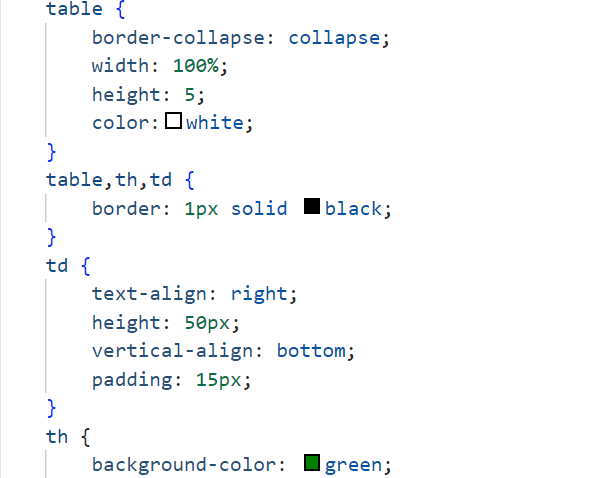 table {
    border-collapse: collapse;
    width: 100%;
    height: 5;
    color: white;
}
table,th,td {
    border: 1px solid black;
}
td {
    text-align: right;
    height: 50px;
    vertical-align: bottom;
    padding: 15px;
}
th {
    background-color: green;